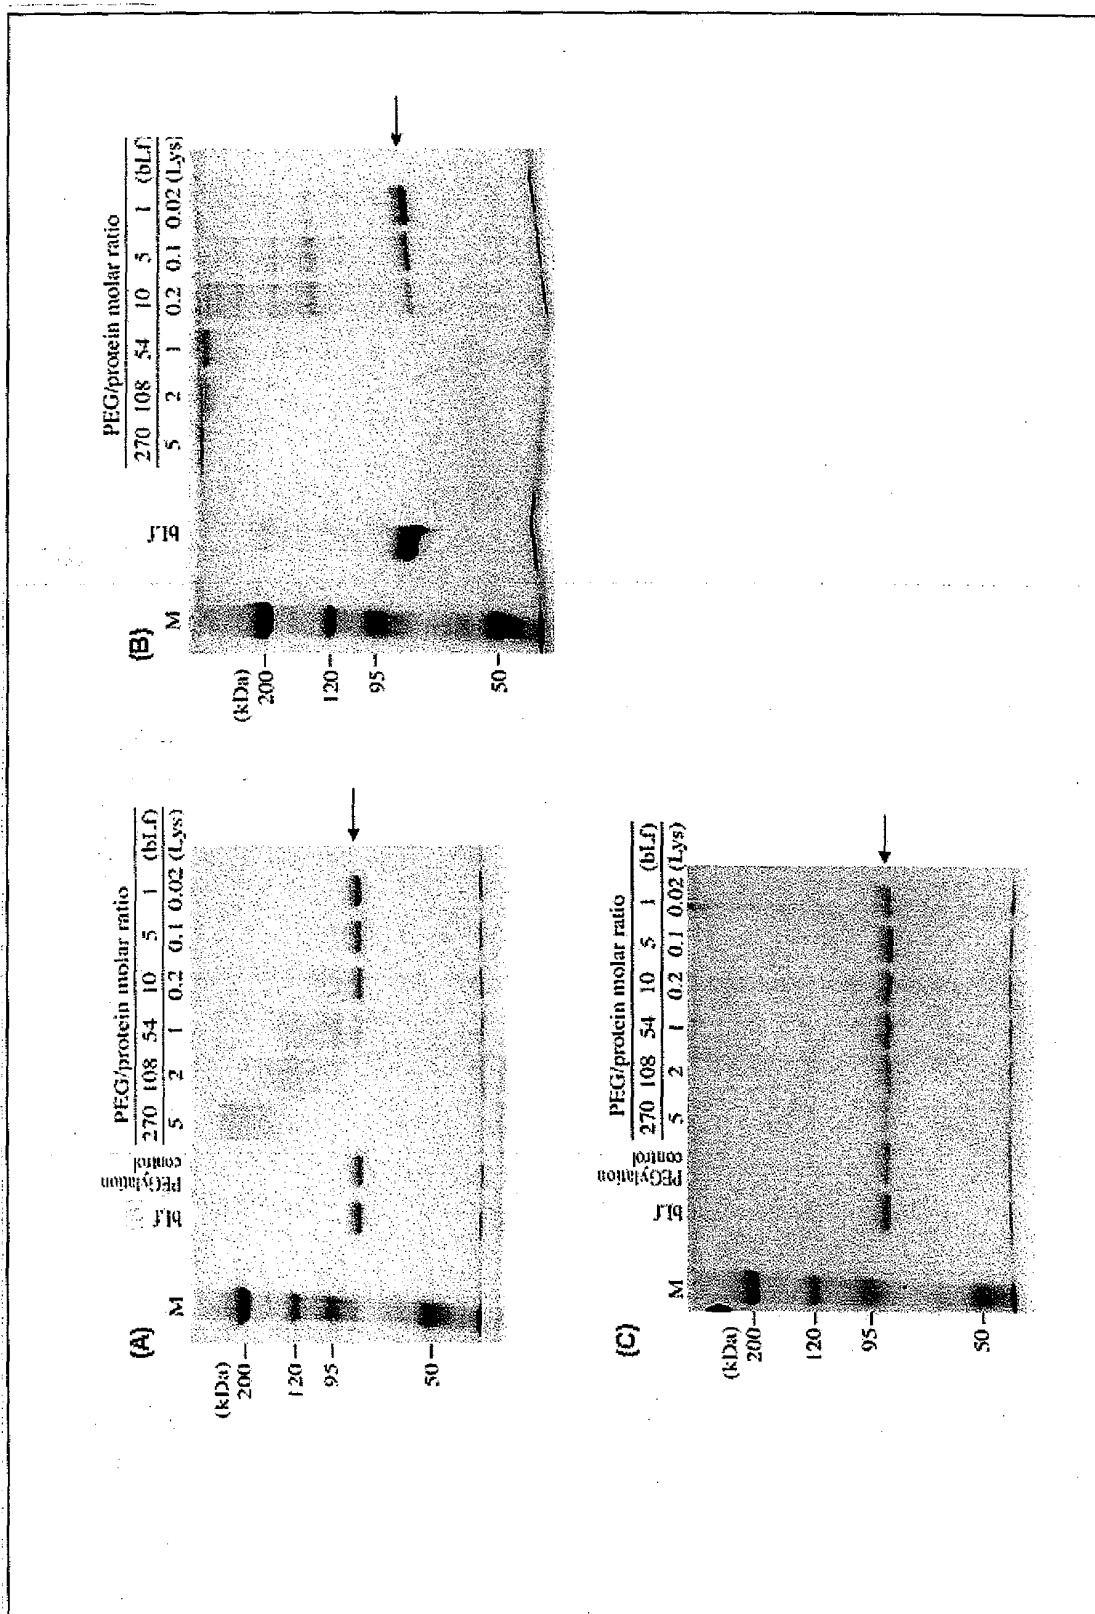 (A)
PEG/protein molar ratio
M bLf PEGylation control 270 108 54 10 5 1 (bLf)
5 2 1 0.2 0.1 0.02 (Lys)
(kDa)
200
120
95
50
(B)
PEG/protein molar ratio
M bLf 270 108 54 10 5 1 (bLf)
5 2 1 0.2 0.1 0.02 (Lys)
(kDa)
200
120
95
50
(C)
PEG/protein molar ratio
M bLf PEGylation control 270 108 54 10 5 1 (bLf)
5 2 1 0.2 0.1 0.02 (Lys)
(kDa)
200
120
95
50